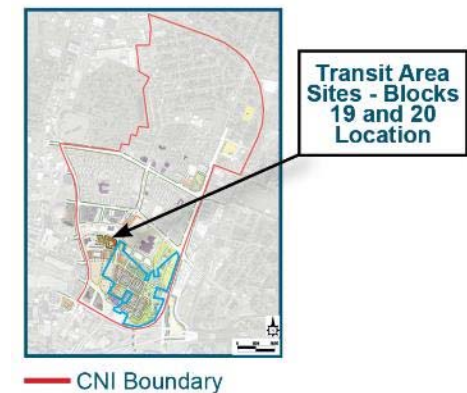 Transit Area
Sites - Blocks
19 and 20
Location
CNI Boundary